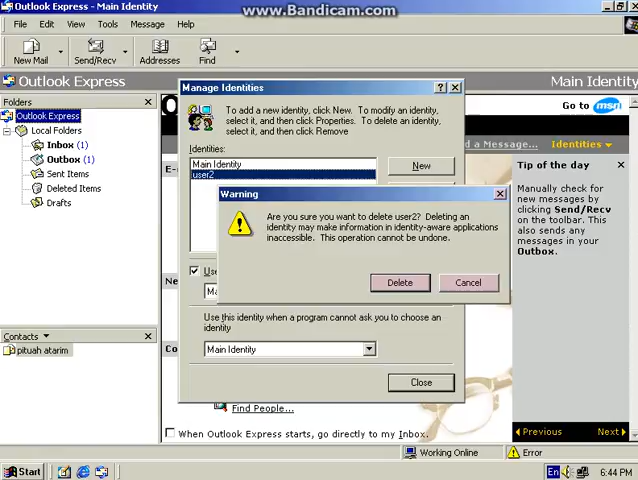 Outlook Express - Main Identity
www.Bandicam.com
File Edit View Tools Message Help
New Mail Send/Recv Addresses Find
Outlook Express
Main Identity
Folders
Outlook Express
Local Folders
Inbox (1)
Outbox (1)
Sent Items
Deleted Items
Drafts
Contacts
pituah atarim
Go to msn
d a Message... Identities
Manage Identities
To add a new identity, click New. To modify an identity,
select it, and then click Properties. To delete an identity,
select it, and then click Remove
Identities:
Main Identity
user2
New
Warning
Are you sure you want to delete user2? Deleting an
identity may make information in identity-aware applications
inaccessible. This operation cannot be undone.
Delete Cancel
Use
Ma
Use this identity when a program cannot ask you to choose an
identity
Main Identity
Close
E-
Ne
Co
Find People...
When Outlook Express starts, go directly to my Inbox.
Tip of the day
Manually check for
new messages by
clicking Send/Recv
on the toolbar. This
also sends any
messages in your
Outbox.
Previous Next
Working Online Error
Start
En
6:44 PM